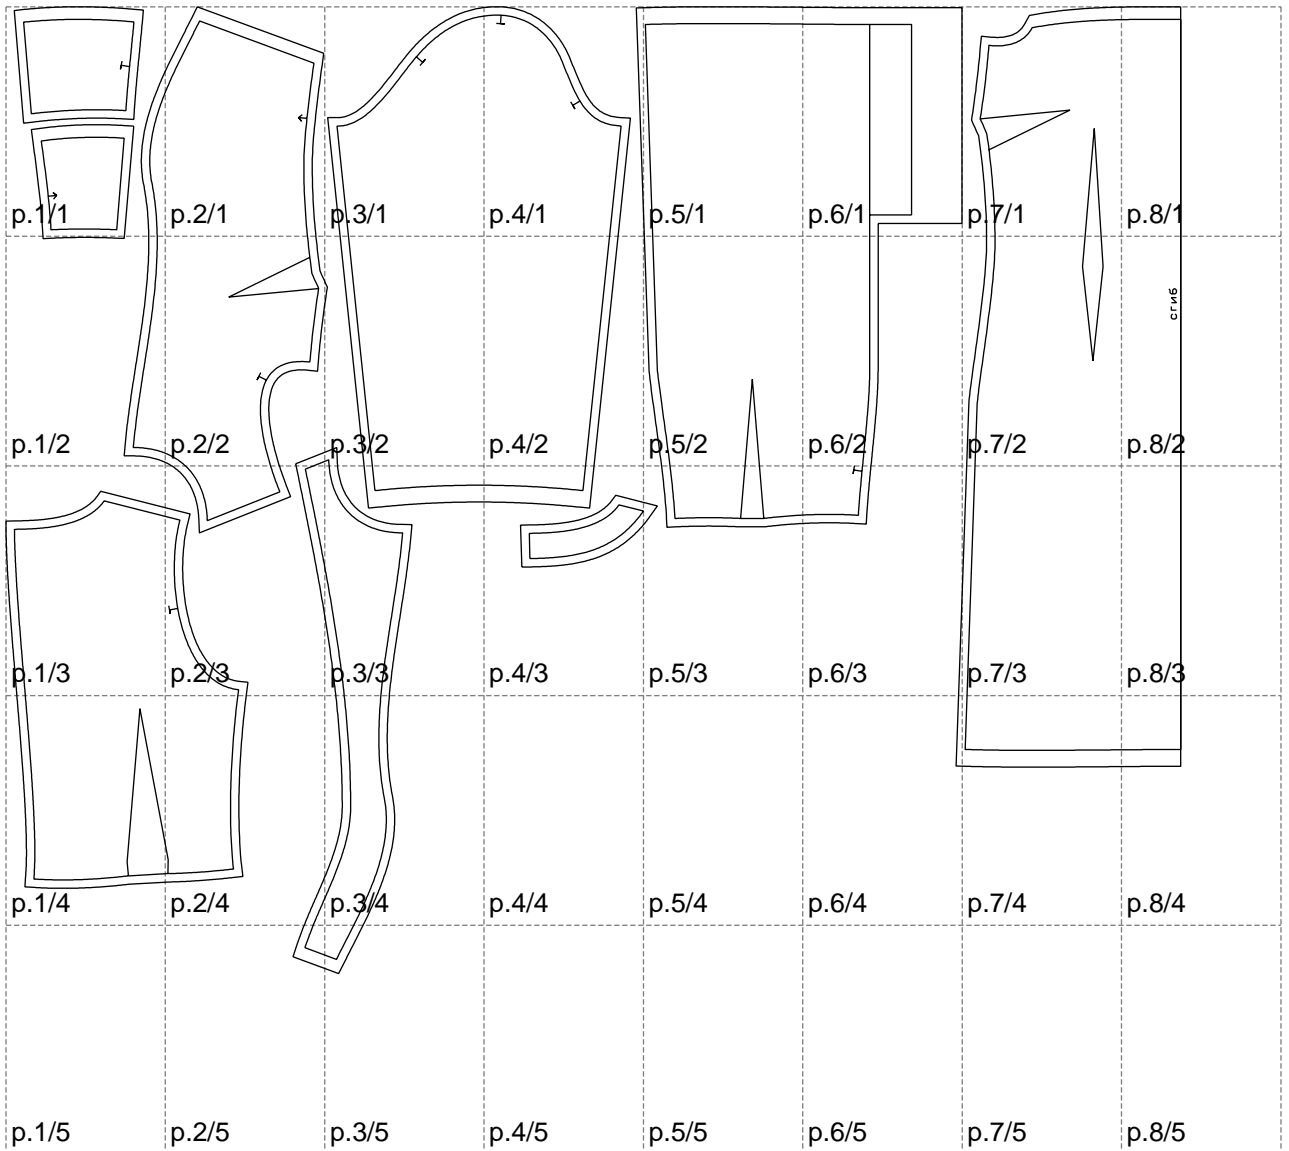 p.1/1 p.2/1 p.3/1 p.4/1 p.5/1 p.6/1 p.7/1 p.8/1
сгиб
p.1/2 p.2/2 p.3/2 p.4/2 p.5/2 p.6/2 p.7/2 p.8/2
p.1/3 p.2/3 p.3/3 p.4/3 p.5/3 p.6/3 p.7/3 p.8/3
p.1/4 p.2/4 p.3/4 p.4/4 p.5/4 p.6/4 p.7/4 p.8/4
p.1/5 p.2/5 p.3/5 p.4/5 p.5/5 p.6/5 p.7/5 p.8/5